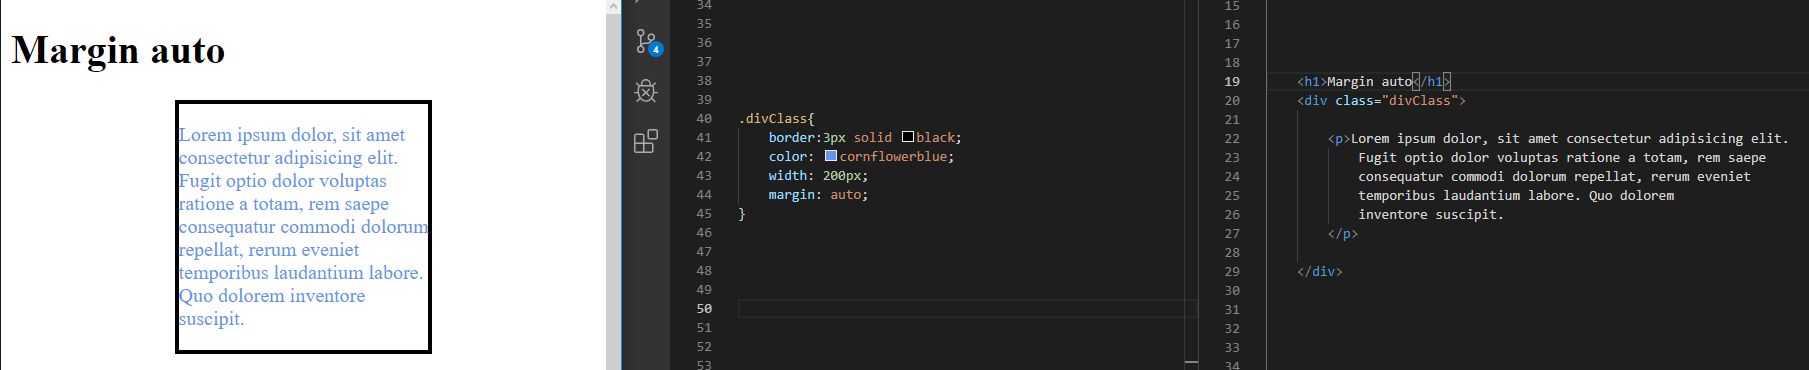 Margin auto
Lorem ipsum dolor, sit amet
consectetur adipisicing elit.
Fugit optio dolor voluptas
ratione a totam, rem saepe
consequatur commodi dolorum
repellat, rerum eveniet
temporibus laudantium labore.
Quo dolorem inventore
suscipit.
4
34
35
36
37
38
39
40 .divClass{
41 border:3px solid black;
42 color: cornflowerblue;
43 width: 200px;
44 margin: auto;
45 }
46
47
48
49
50
51
52
53
15
16
17
18
19 <h1>Margin auto</h1>
20 <div class="divClass">
21
22 <p>Lorem ipsum dolor, sit amet consectetur adipisicing elit.
23 Fugit optio dolor voluptas ratione a totam, rem saepe
24 consequatur commodi dolorum repellat, rerum eveniet
25 temporibus laudantium labore. Quo dolorem
26 inventore suscipit.
27 </p>
28
29 </div>
30
31
32
33
34